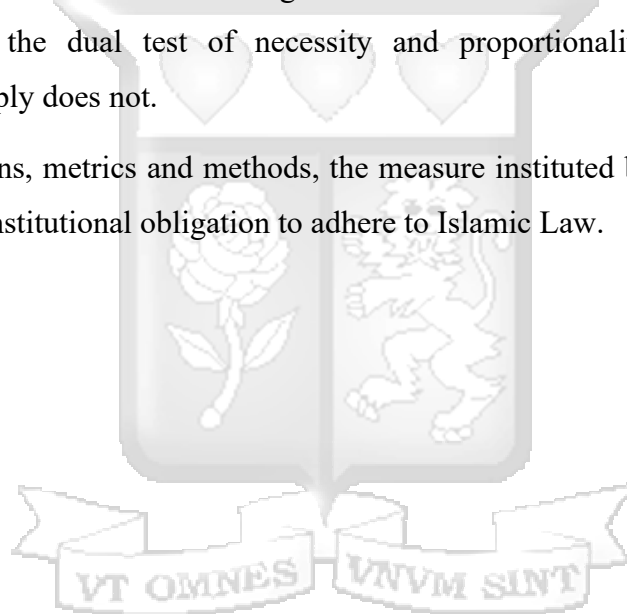 the dual test of necessity and
ply does not.
ns, metrics and methods, the measure instituted
nstitutional obligation to adhere to Islamic Law.
VT OMNES VNVM SINT